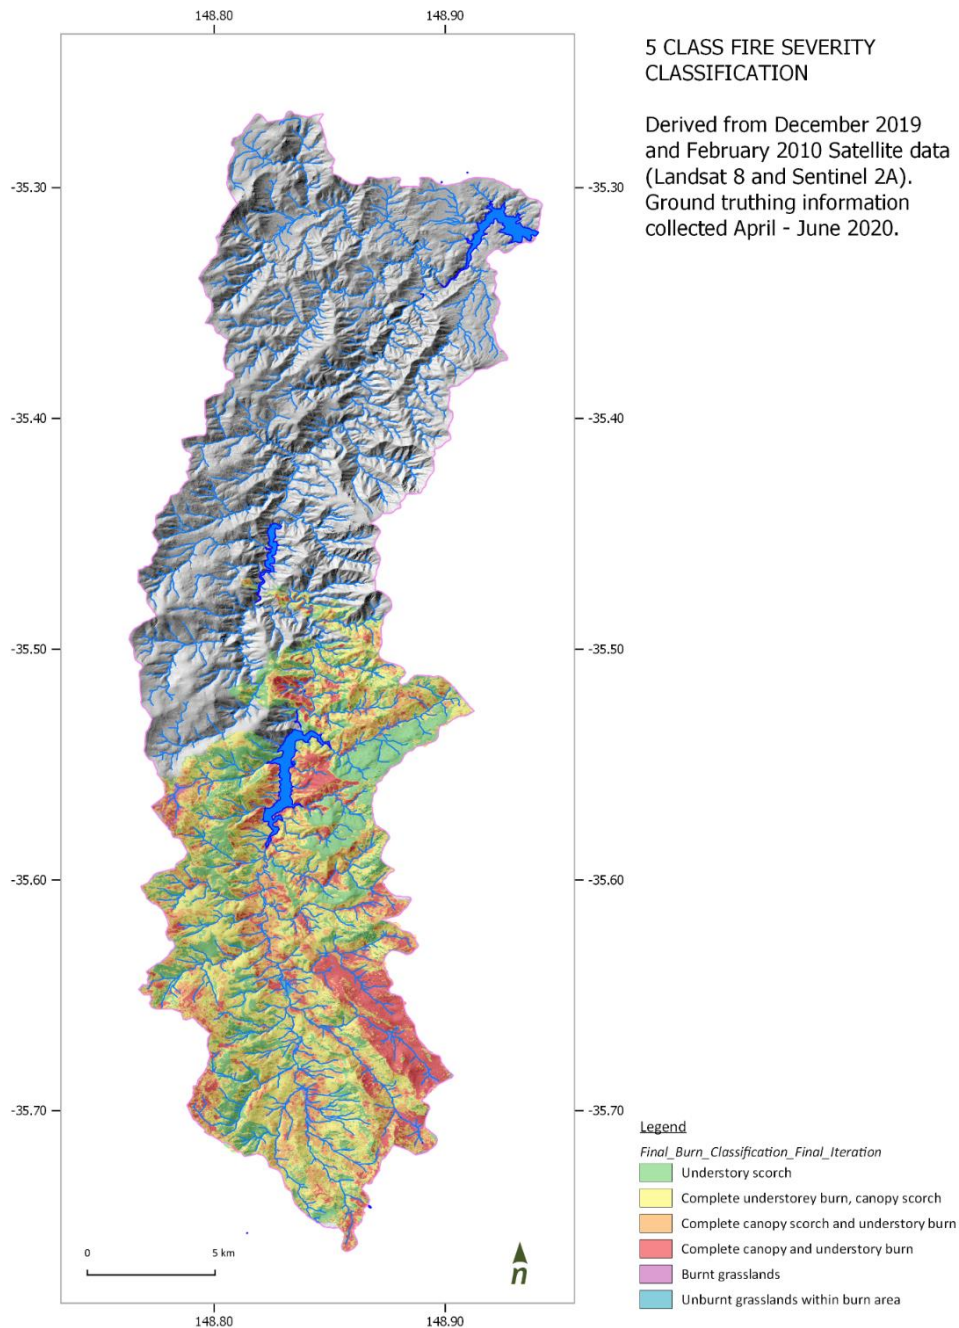 148.80 148.90
5 CLASS FIRE SEVERITY
CLASSIFICATION
Derived from December 2019
and February 2010 Satellite data
(Landsat 8 and Sentinel 2A).
Ground truthing information
collected April - June 2020.
-35.30 -35.30
-35.40 -35.40
-35.50 -35.50
-35.60 -35.60
-35.70 -35.70
Legend
Final_Burn_Classification_Final_Iteration
Understory scorch
Complete understorey burn, canopy scorch
Complete canopy scorch and understory burn
Complete canopy and understory burn
Burnt grasslands
Unburnt grasslands within burn area
0 5 km
n
148.80 148.90